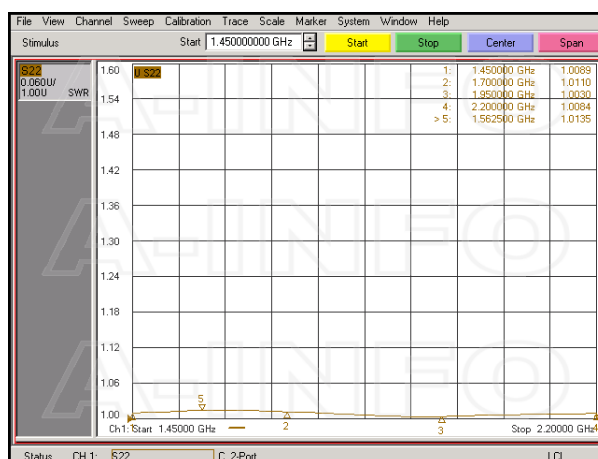 File View Channel Sweep Calibration Trace Scale Marker System Window Help
Stimulus Start 1.450000000 GHz Start Stop Center Span
S22
0.060U/
1.00U SWR
1.60
1.54
1.48
1.42
1.36
1.30
1.24
1.18
1.12
1.06
1.00
U S22
1: 1.450000 GHz 1.0089
2: 1.700000 GHz 1.0110
3: 1.950000 GHz 1.0030
4: 2.200000 GHz 1.0084
> 5: 1.562500 GHz 1.0135
5
2
3
4
Ch1: Start 1.45000 GHz Stop 2.20000 GHz
Status CH 1: S22 C 2-Port LCL
A-INFO
A-INFO
A-INFO